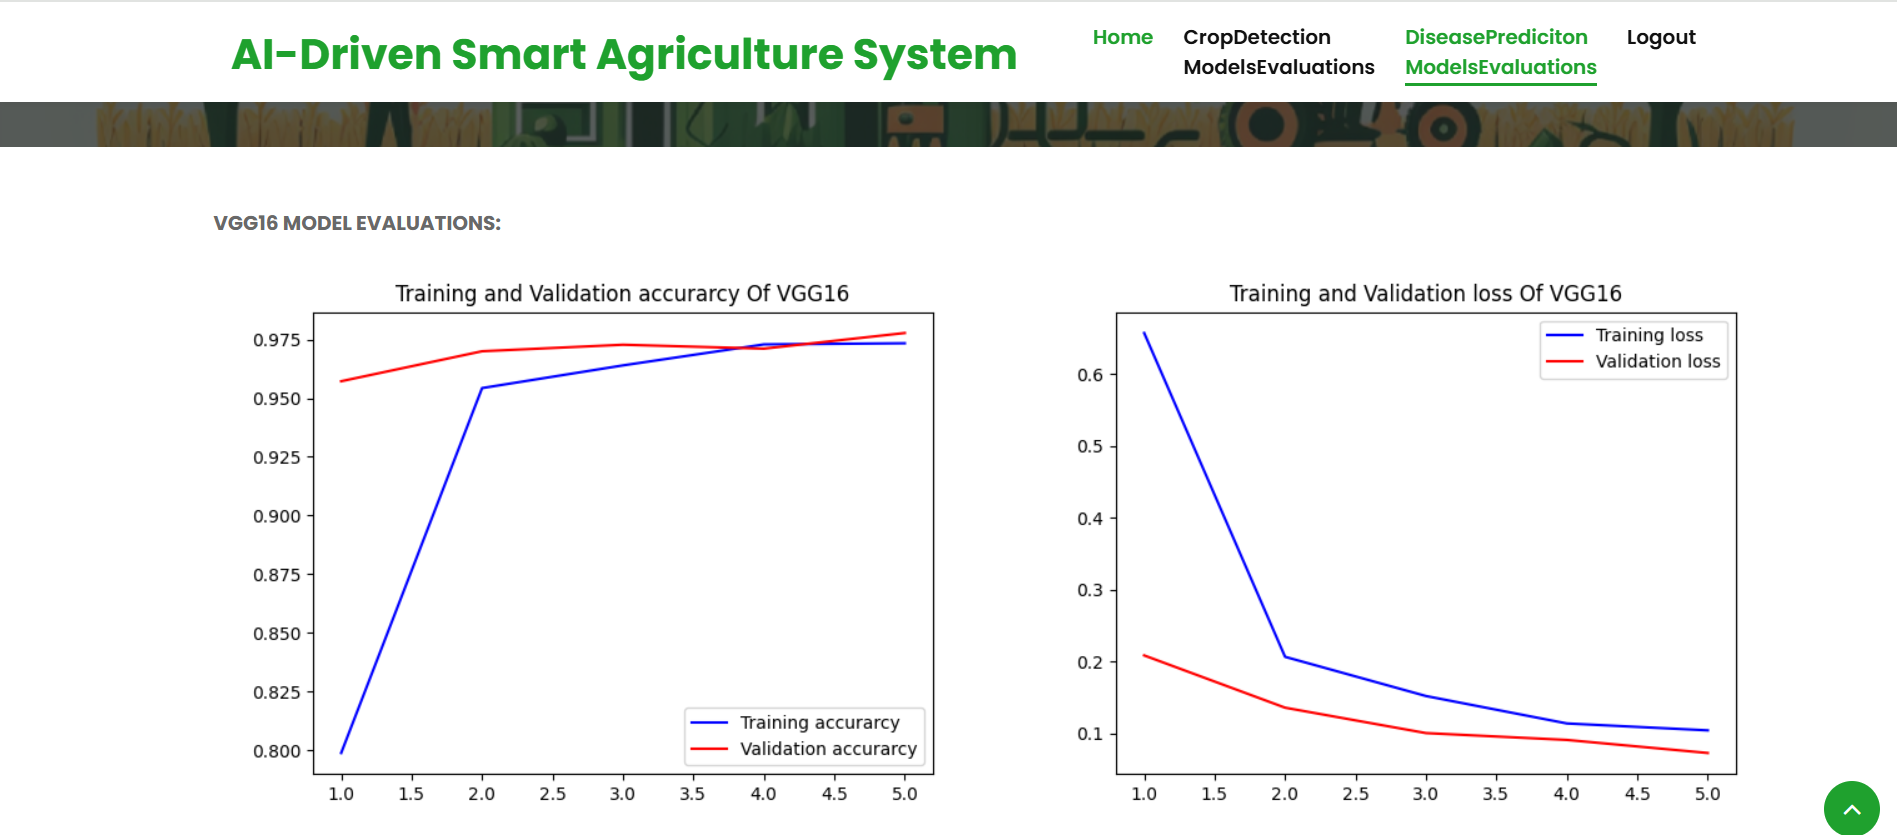 AI-Driven Smart Agriculture System
Home
CropDetection
ModelsEvaluations
DiseasePrediciton
ModelsEvaluations
Logout
VGG16 MODEL EVALUATIONS:
Training and Validation accurarcy Of VGG16
0.975
0.950
0.925
0.900
0.875
0.850
0.825
0.800
Training accurarcy
Validation accurarcy
1.0 1.5 2.0 2.5 3.0 3.5 4.0 4.5 5.0
Training and Validation loss Of VGG16
Training loss
Validation loss
0.6
0.5
0.4
0.3
0.2
0.1
1.0 1.5 2.0 2.5 3.0 3.5 4.0 4.5 5.0